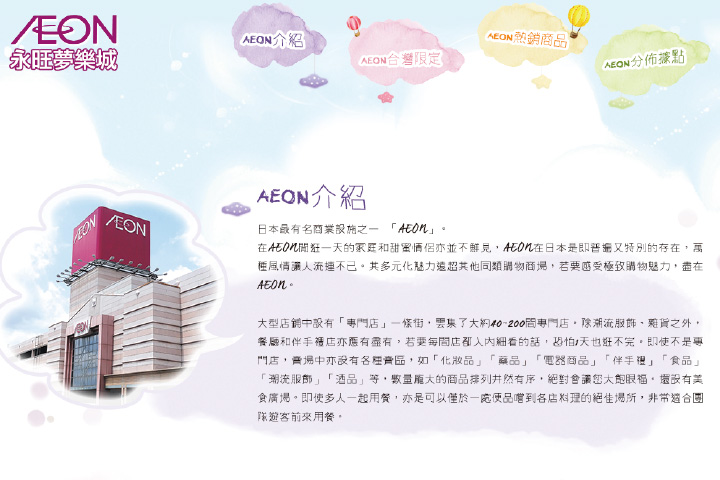 AEON
永旺夢樂城
AEON介紹
AEON台灣限定
AEON熱銷商品
AEON分佈據點
AEON介紹
日本最有名商業設施之一 「AEON」。
在AEON閒逛一天的家庭和甜蜜情侶亦並不鮮見，AEON在日本是即普遍又特別的存在，萬
種風情讓人流連不已。其多元化魅力遠超其他同類購物商場，若要感受極致購物魅力，盡在
AEON。
大型店鋪中設有「專門店」一條街，雲集了大約40~200間專門店。除潮流服飾、雜貨之外，
餐廳和伴手禮店亦應有盡有，若要每間店都入內細看的話，恐怕1天也逛不完。即使不是專
門店，賣場中亦設有各種賣區，如「化妝品」「藥品」「電器商品」「伴手禮」「食品」
「潮流服飾」「酒品」等，數量龐大的商品排列井然有序，絕對會讓您大飽眼福。還設有美
食廣場。即使多人一起用餐，亦是可以僅於一處便品嚐到各店料理的絕佳場所，非常適合團
隊遊客前來用餐。
AEON
AEON